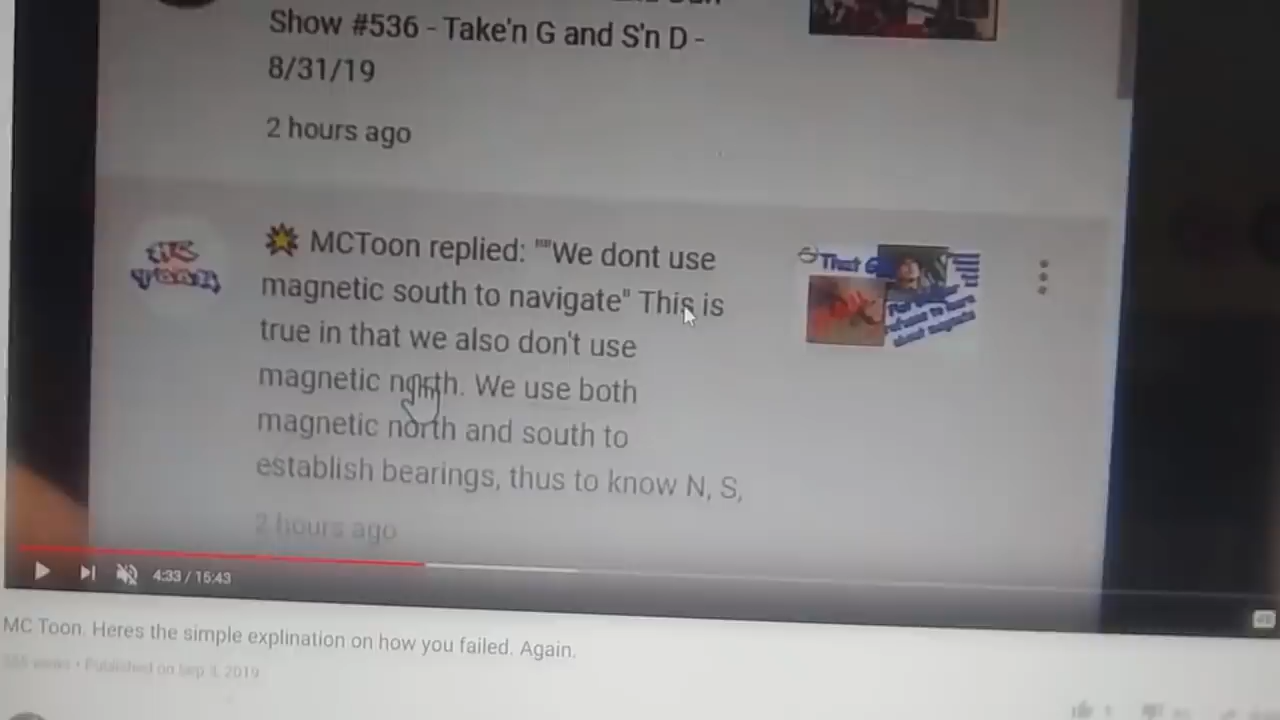 Show #536 - Take'n G and S'n D -
8/31/19
2 hours ago
MCToon replied: ""We dont use
magnetic south to navigate" This is
true in that we also don't use
magnetic north. We use both
magnetic north and south to
establish bearings, thus to know N, S,
2 hours ago
That
4:33 / 15:43
MC Toon. Heres the simple explination on how you failed. Again.
views • Published on Sep 3, 2019